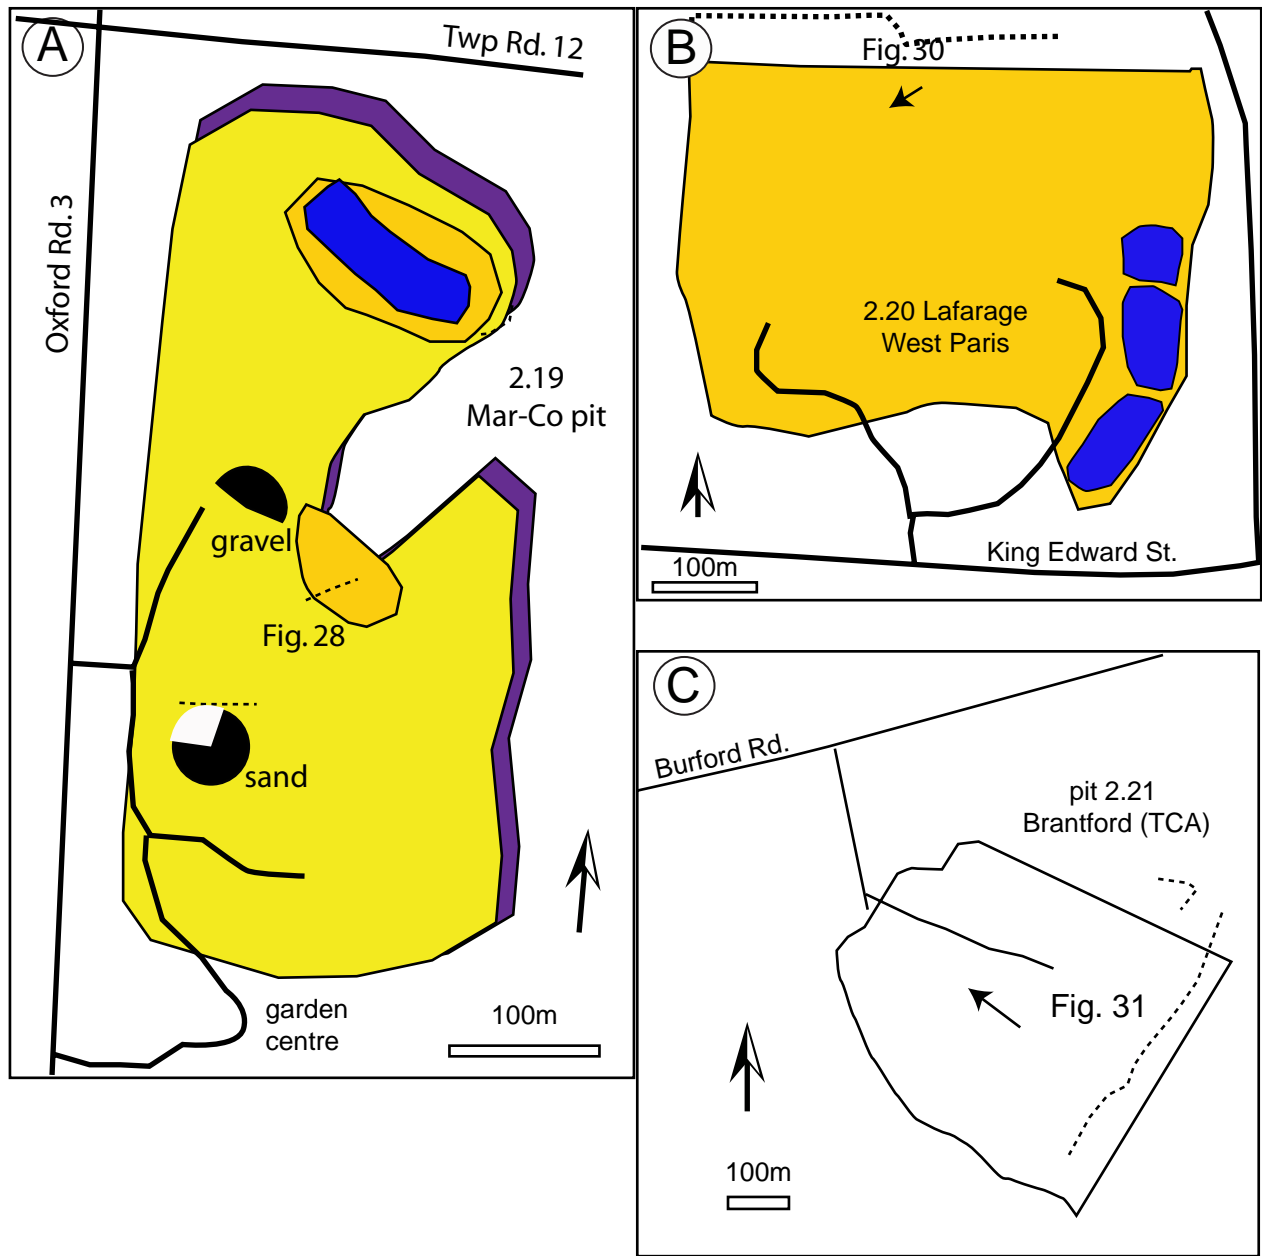 A
Twp Rd. 12
Oxford Rd. 3
2.19
Mar-Co pit
gravel
Fig. 28
sand
garden
centre
100m
B
Fig. 30
2.20 Lafarage
West Paris
King Edward St.
100m
C
Burford Rd.
pit 2.21
Brantford (TCA)
Fig. 31
100m